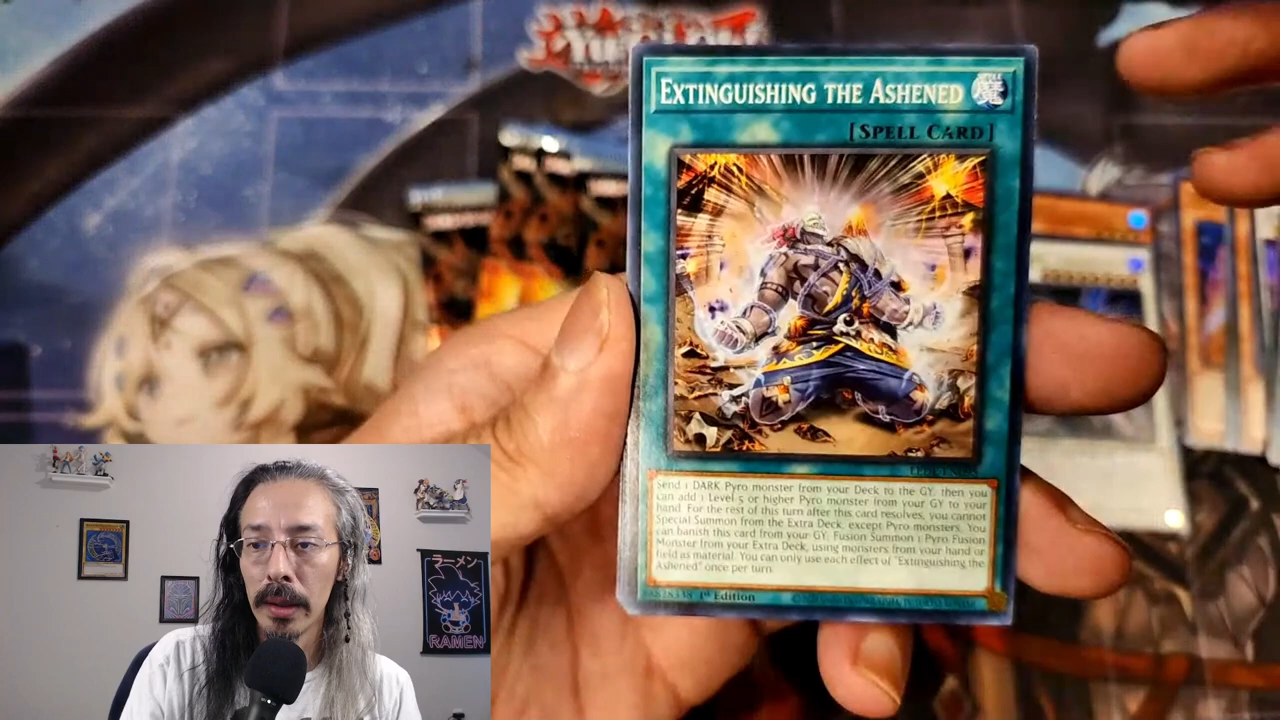 EXTINGUISHING THE ASHENED
[SPELL CARD]
Send 1 DARK Pyro monster from your Deck to the GY, then you
can add 1 Level 5 or higher Pyro monster from your GY to your
hand. For the rest of this turn after this card resolves, you cannot
Special Summon from the Extra Deck, except Pyro monsters. You
can banish this card from your GY; Fusion Summon 1 Pyro Fusion
Monster from your Extra Deck, using monsters from your hand or
field as material. You can only use each effect of "Extinguishing the
Ashened" once per turn.
1st Edition
ラーメン
RAMEN